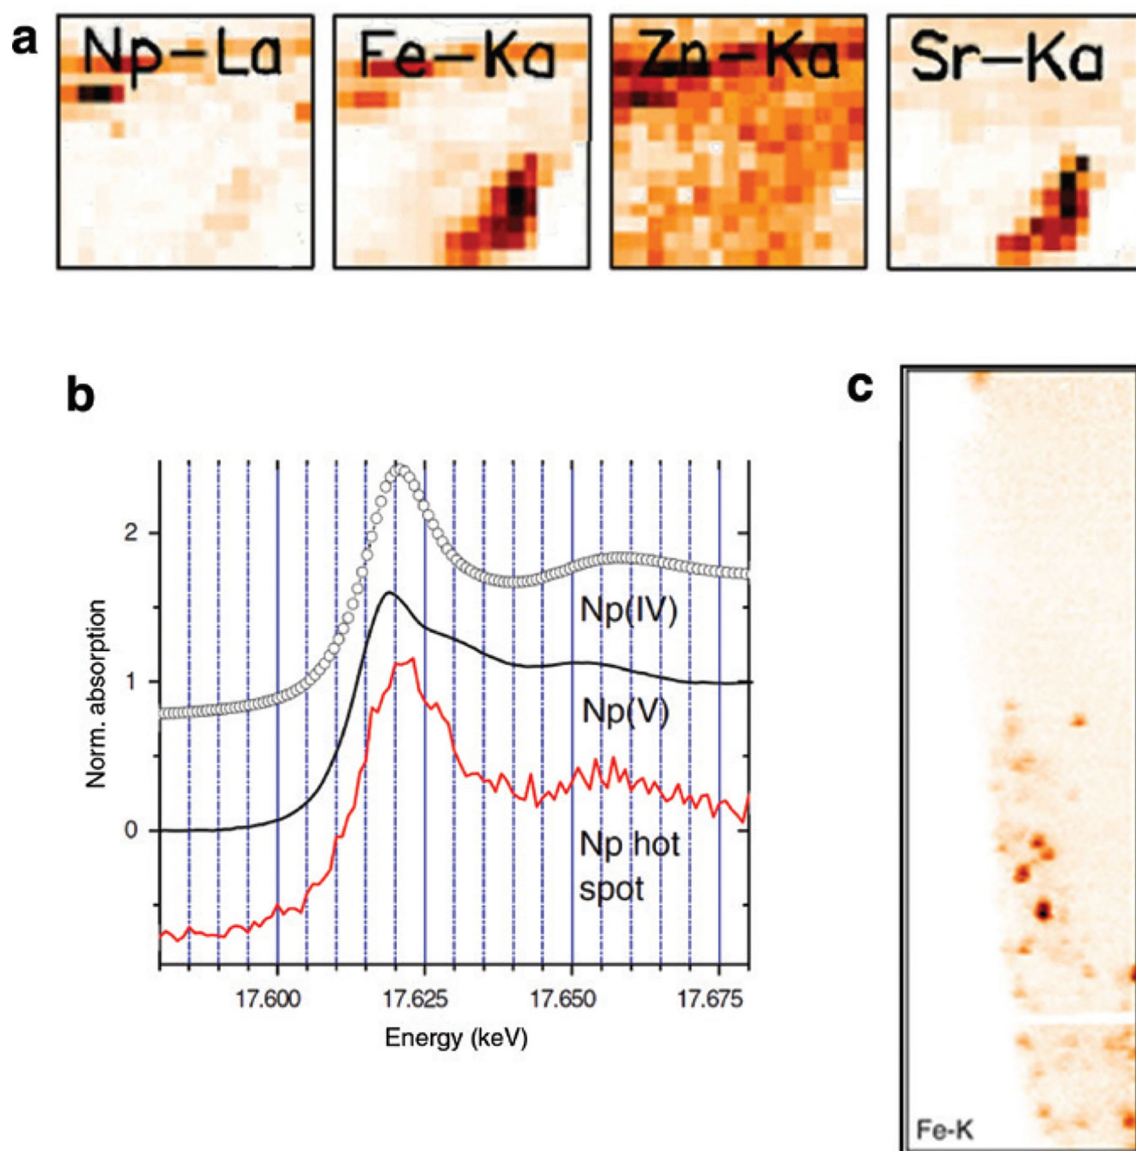 a
Np-La Fe-Ka Zn-Ka Sr-Ka
b
c
2
1
0
Norm. absorption
Np(IV)
Np(V)
Np hot
spot
17.600 17.625 17.650 17.675
Energy (keV)
Fe-K